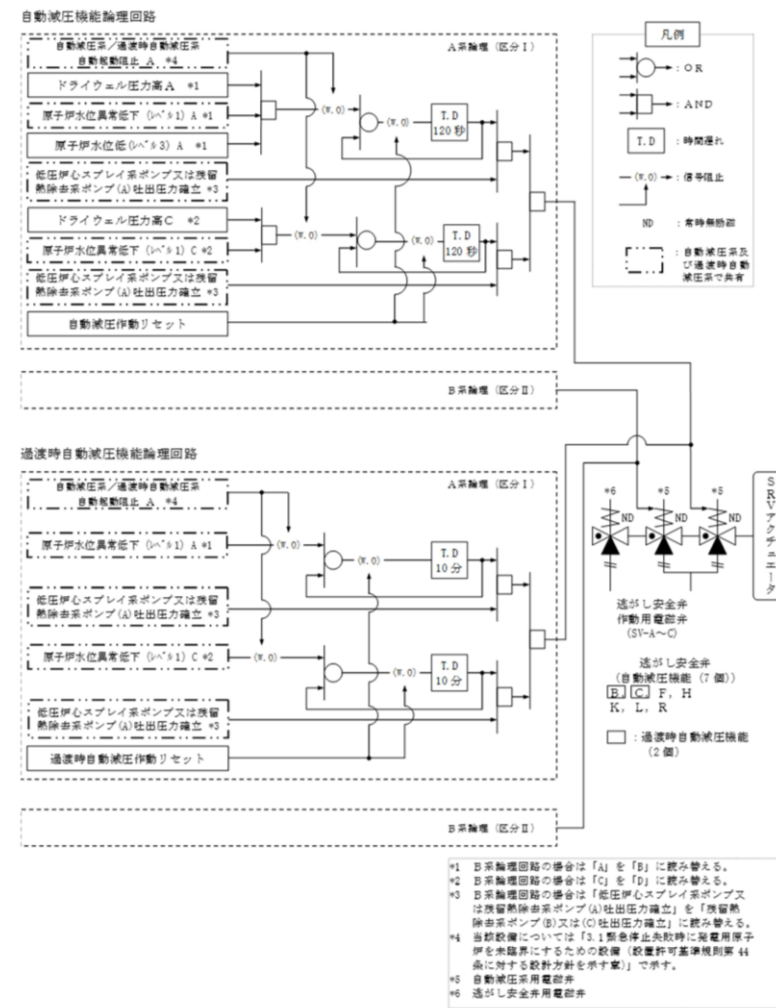 自動減圧機能論理回路
自動減圧系/過渡時自動減圧系
自動起動阻止 A *4
A系論理 (区分Ⅰ)
ドライウェル圧力高A *1
原子炉水位異常低下 (レベル1) A *1
原子炉水位低(レベル3) A *1
低圧炉心スプレイ系ポンプ又は残留
熱除去系ポンプ(A)吐出圧力確立 *3
ドライウェル圧力高C *2
原子炉水位異常低下 (レベル1) C *2
低圧炉心スプレイ系ポンプ又は残留
熱除去系ポンプ(A)吐出圧力確立 *3
自動減圧作動リセット
(W.O)
(W.O)
T.D
120秒
(W.O)
(W.O)
T.D
120秒
凡例
:OR
:AND
T.D
:時間遅れ
(W.O)
:信号阻止
ND
:常時無励磁
:自動減圧系及
び過渡時自動
減圧系で共有
B系論理 (区分Ⅱ)
過渡時自動減圧機能論理回路
自動減圧系/過渡時自動減圧系
自動起動阻止 A *4
A系論理 (区分Ⅰ)
原子炉水位異常低下 (レベル1) A *1
低圧炉心スプレイ系ポンプ又は残留
熱除去系ポンプ(A)吐出圧力確立 *3
原子炉水位異常低下 (レベル1) C *2
低圧炉心スプレイ系ポンプ又は残留
熱除去系ポンプ(A)吐出圧力確立 *3
過渡時自動減圧作動リセット
(W.O)
(W.O)
T.D
10分
(W.O)
(W.O)
T.D
10分
B系論理 (区分Ⅱ)
*6
*5
*5
ND
ND
ND
SRVアクチュエータ
逃がし安全弁
作動用電磁弁
(SV-A~C)
逃がし安全弁
(自動減圧機能 (7個))
B, C, F, H
K, L, R
:過渡時自動減圧機能
(2個)
*1 B系論理回路の場合は「A」を「B」に読み替える。
*2 B系論理回路の場合は「C」を「D」に読み替える。
*3 B系論理回路の場合は「低圧炉心スプレイ系ポンプ又
は残留熱除去系ポンプ(A)吐出圧力確立」を「残留熱
除去系ポンプ(B)又は(C)吐出圧力確立」に読み替える。
*4 当該設備については「3.1緊急停止失敗時に発電用原子
炉を未臨界にするための設備 (設置許可基準規則第44
条に対する設計方針を示す章)」で示す。
*5 自動減圧系用電磁弁
*6 逃がし安全弁用電磁弁